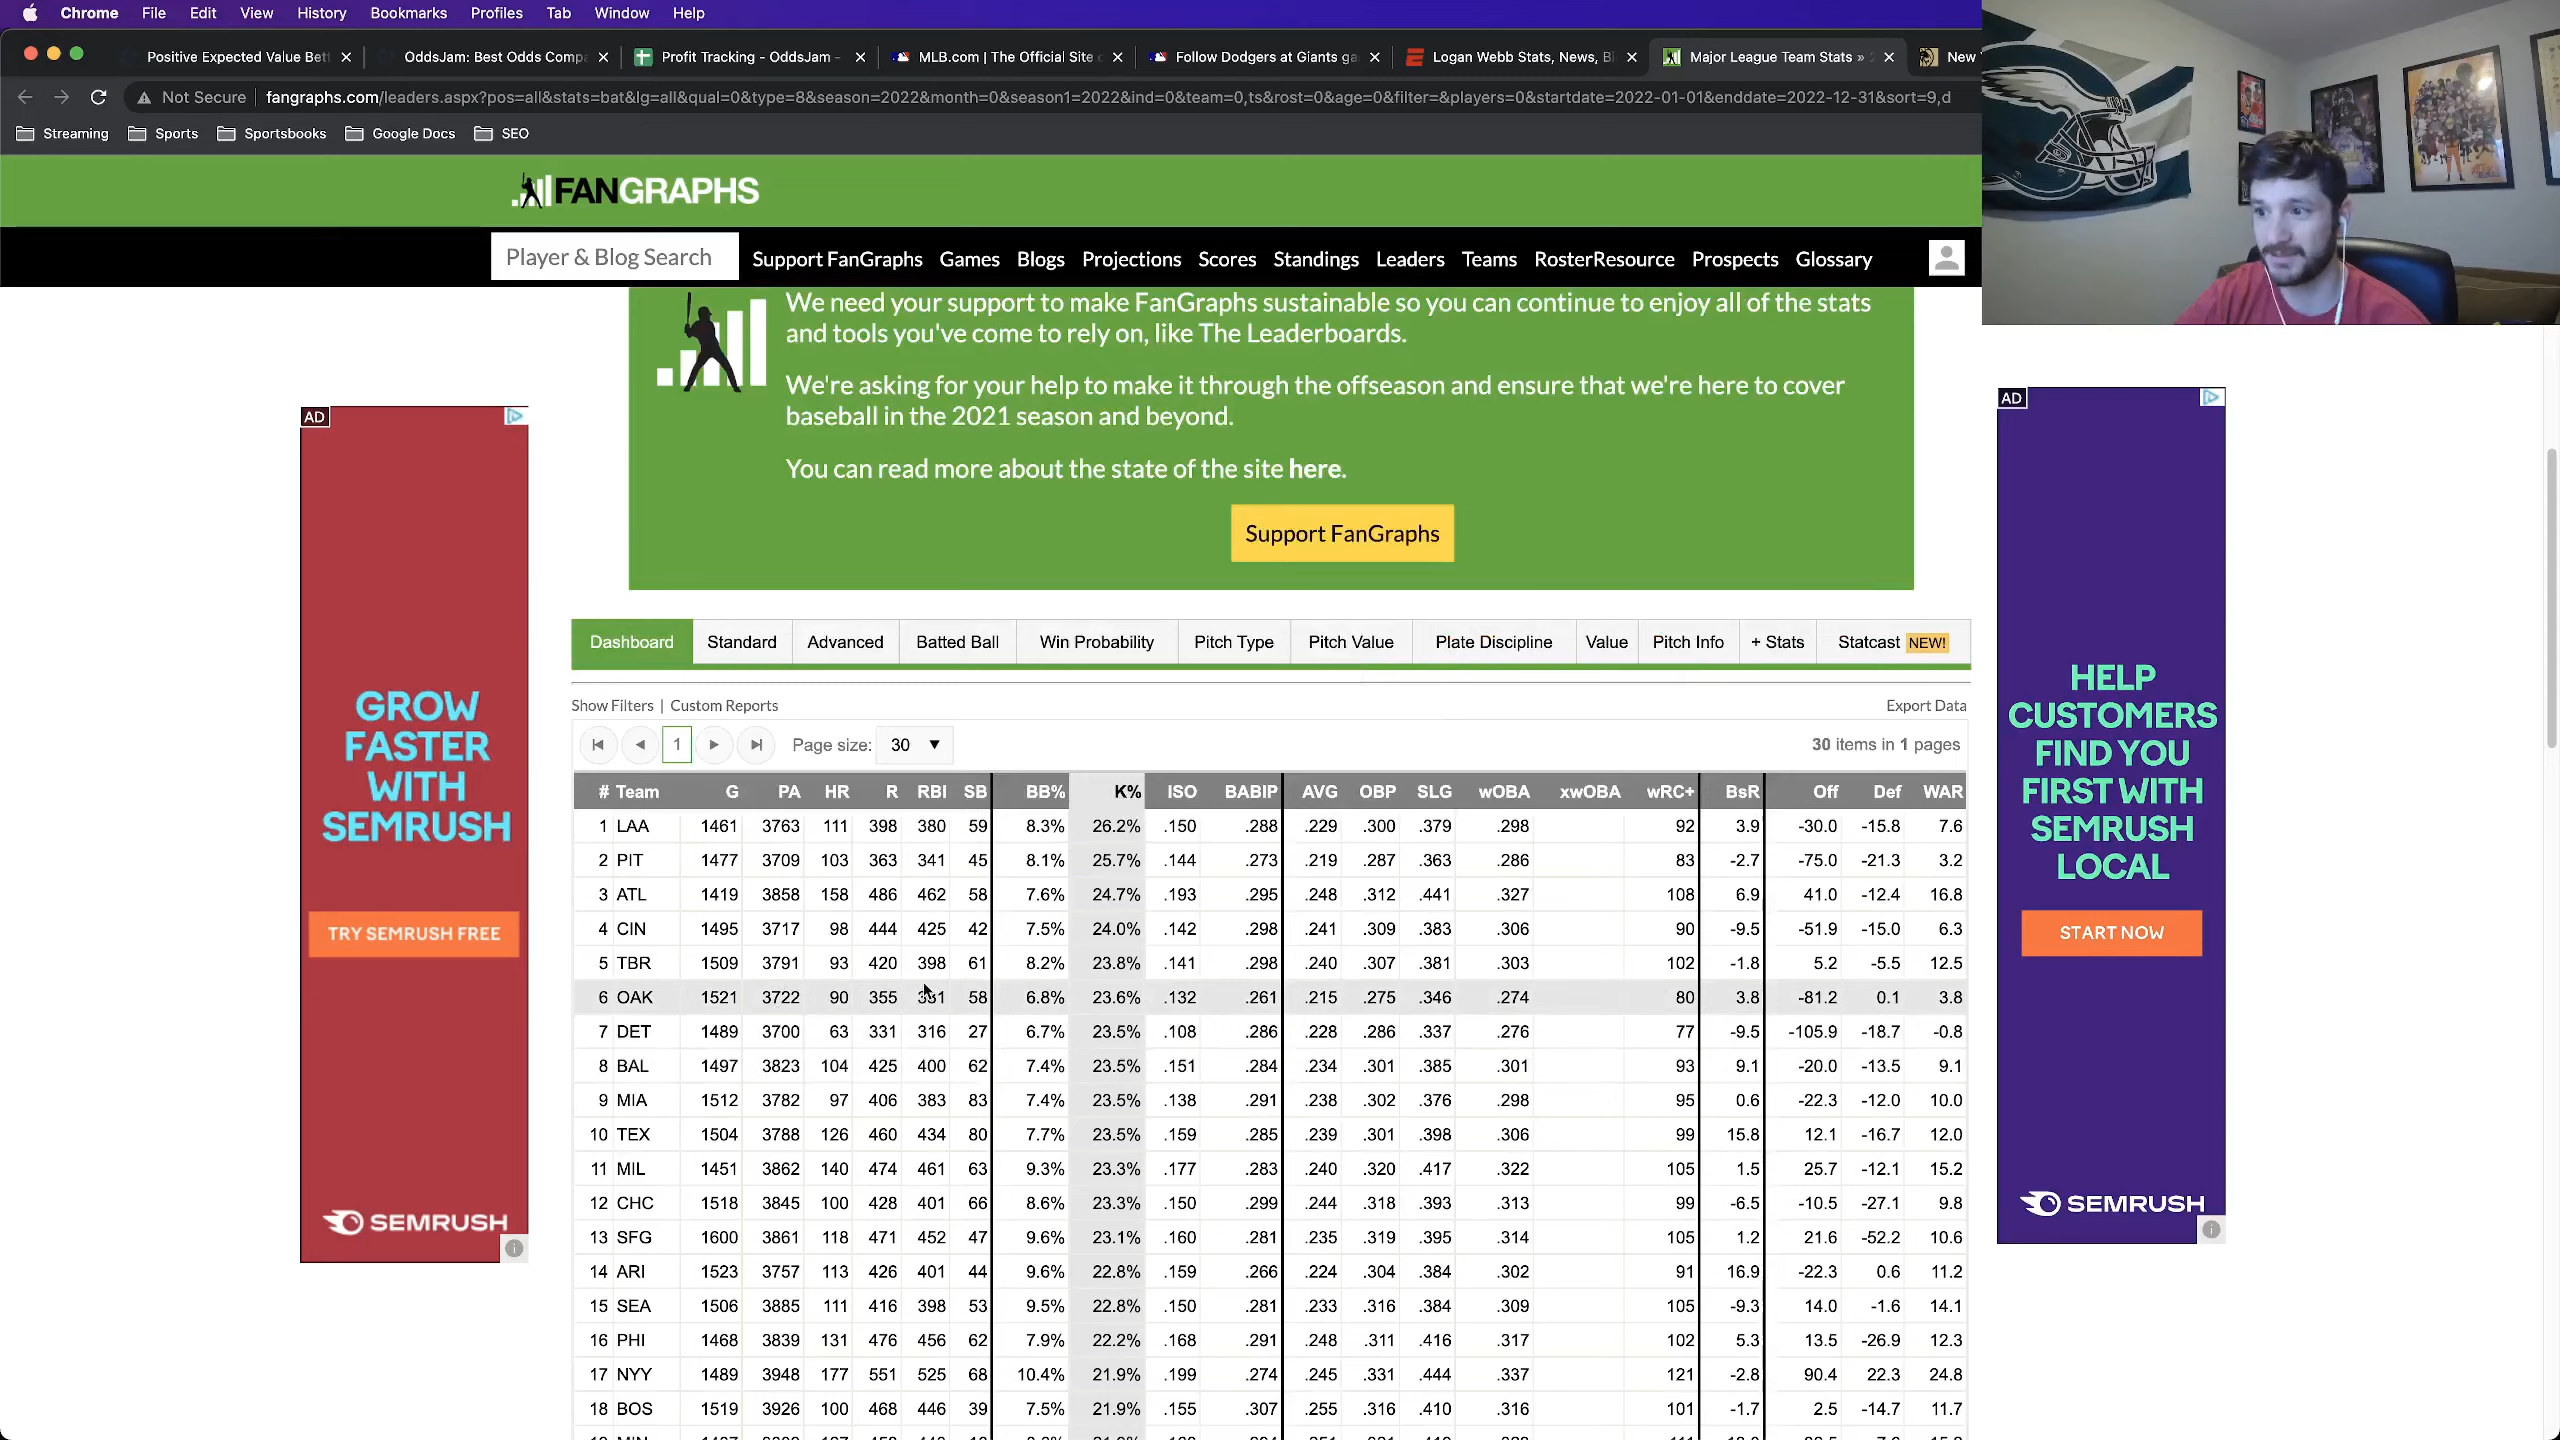 Chrome File Edit View History Bookmarks Profiles Tab Window Help
Positive Expected Value Bett OddsJam: Best Odds Comp Profit Tracking - OddsJam - MLB.com | The Official Site Follow Dodgers at Giants ga Logan Webb Stats, News, B Major League Team Stats » 2 New
Not Secure fangraphs.com/leaders.aspx?pos=all&stats=bat&lg=all&qual=0&type=8&season=2022&month=0&season1=2022&ind=0&team=0,ts&rost=0&age=0&filter=&players=0&startdate=2022-01-01&enddate=2022-12-31&sort=9,d
Streaming Sports Sportsbooks Google Docs SEO
FANGRAPHS
Player & Blog Search Support FanGraphs Games Blogs Projections Scores Standings Leaders Teams RosterResource Prospects Glossary
We need your support to make FanGraphs sustainable so you can continue to enjoy all of the stats
and tools you've come to rely on, like The Leaderboards.
We're asking for your help to make it through the offseason and ensure that we're here to cover
baseball in the 2021 season and beyond.
You can read more about the state of the site here.
Support FanGraphs
AD
GROW
FASTER
WITH
SEMRUSH
TRY SEMRUSH FREE
SEMRUSH
Dashboard Standard Advanced Batted Ball Win Probability Pitch Type Pitch Value Plate Discipline Value Pitch Info + Stats Statcast NEW!
Show Filters | Custom Reports Export Data
1 Page size: 30 30 items in 1 pages
# Team G PA HR R RBI SB BB% K% ISO BABIP AVG OBP SLG wOBA xwOBA wRC+ BsR Off Def WAR
1 LAA 1461 3763 111 398 380 59 8.3% 26.2% .150 .288 .229 .300 .379 .298 92 3.9 -30.0 -15.8 7.6
2 PIT 1477 3709 103 363 341 45 8.1% 25.7% .144 .273 .219 .287 .363 .286 83 -2.7 -75.0 -21.3 3.2
3 ATL 1419 3858 158 486 462 58 7.6% 24.7% .193 .295 .248 .312 .441 .327 108 6.9 41.0 -12.4 16.8
4 CIN 1495 3717 98 444 425 42 7.5% 24.0% .142 .298 .241 .309 .383 .306 90 -9.5 -51.9 -15.0 6.3
5 TBR 1509 3791 93 420 398 61 8.2% 23.8% .141 .298 .240 .307 .381 .303 102 -1.8 5.2 -5.5 12.5
6 OAK 1521 3722 90 355 58 6.8% 23.6% .132 .261 .215 .275 .346 .274 80 3.8 -81.2 0.1 3.8
7 DET 1489 3700 63 331 316 27 6.7% 23.5% .108 .286 .228 .286 .337 .276 77 -9.5 -105.9 -18.7 -0.8
8 BAL 1497 3823 104 425 400 62 7.4% 23.5% .151 .284 .234 .301 .385 .301 93 9.1 -20.0 -13.5 9.1
9 MIA 1512 3782 97 406 383 83 7.4% 23.5% .138 .291 .238 .302 .376 .298 95 0.6 -22.3 -12.0 10.0
10 TEX 1504 3788 126 460 434 80 7.7% 23.5% .159 .285 .239 .301 .398 .306 99 15.8 12.1 -16.7 12.0
11 MIL 1451 3862 140 474 461 63 9.3% 23.3% .177 .283 .240 .320 .417 .322 105 1.5 25.7 -12.1 15.2
12 CHC 1518 3845 100 428 401 66 8.6% 23.3% .150 .299 .244 .318 .393 .313 99 -6.5 -10.5 -27.1 9.8
13 SFG 1600 3861 118 471 452 47 9.6% 23.1% .160 .281 .235 .319 .395 .314 105 1.2 21.6 -52.2 10.6
14 ARI 1523 3757 113 426 401 44 9.6% 22.8% .159 .266 .224 .304 .384 .302 91 16.9 -22.3 0.6 11.2
15 SEA 1506 3885 111 416 398 53 9.5% 22.8% .150 .281 .233 .316 .384 .309 105 -9.3 14.0 -1.6 14.1
16 PHI 1468 3839 131 476 456 62 7.9% 22.2% .168 .291 .248 .311 .416 .317 102 5.3 13.5 -26.9 12.3
17 NYY 1489 3948 177 551 525 68 10.4% 21.9% .199 .274 .245 .331 .444 .337 121 -2.8 90.4 22.3 24.8
18 BOS 1519 3926 100 468 446 39 7.5% 21.9% .155 .307 .255 .316 .410 .316 101 -1.7 2.5 -14.7 11.7
AD
HELP
CUSTOMERS
FIND YOU
FIRST WITH
SEMRUSH
LOCAL
START NOW
SEMRUSH